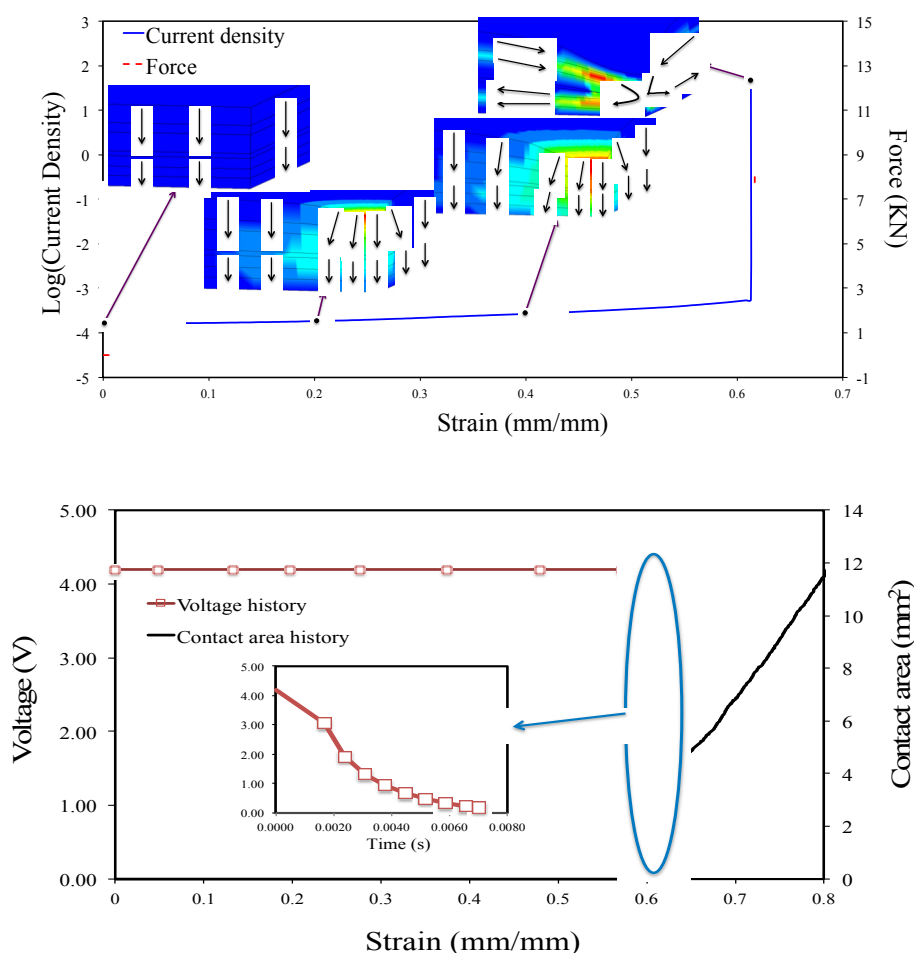 3
2
1
0
-1
-2
-3
-4
-5
Log(Current Density)
Current density
Force
15
13
11
9
7
5
3
1
-1
Force (KN)
0 0.1 0.2 0.3 0.4 0.5 0.6 0.7
Strain (mm/mm)
5.00
4.00
3.00
2.00
1.00
0.00
Voltage (V)
Voltage history
Contact area history
5.00
4.00
3.00
2.00
1.00
0.00
0.0000 0.0020 0.0040 0.0060 0.0080
Time (s)
14
12
10
8
6
4
2
0
Contact area (mm²)
0 0.1 0.2 0.3 0.4 0.5 0.6 0.7 0.8
Strain (mm/mm)